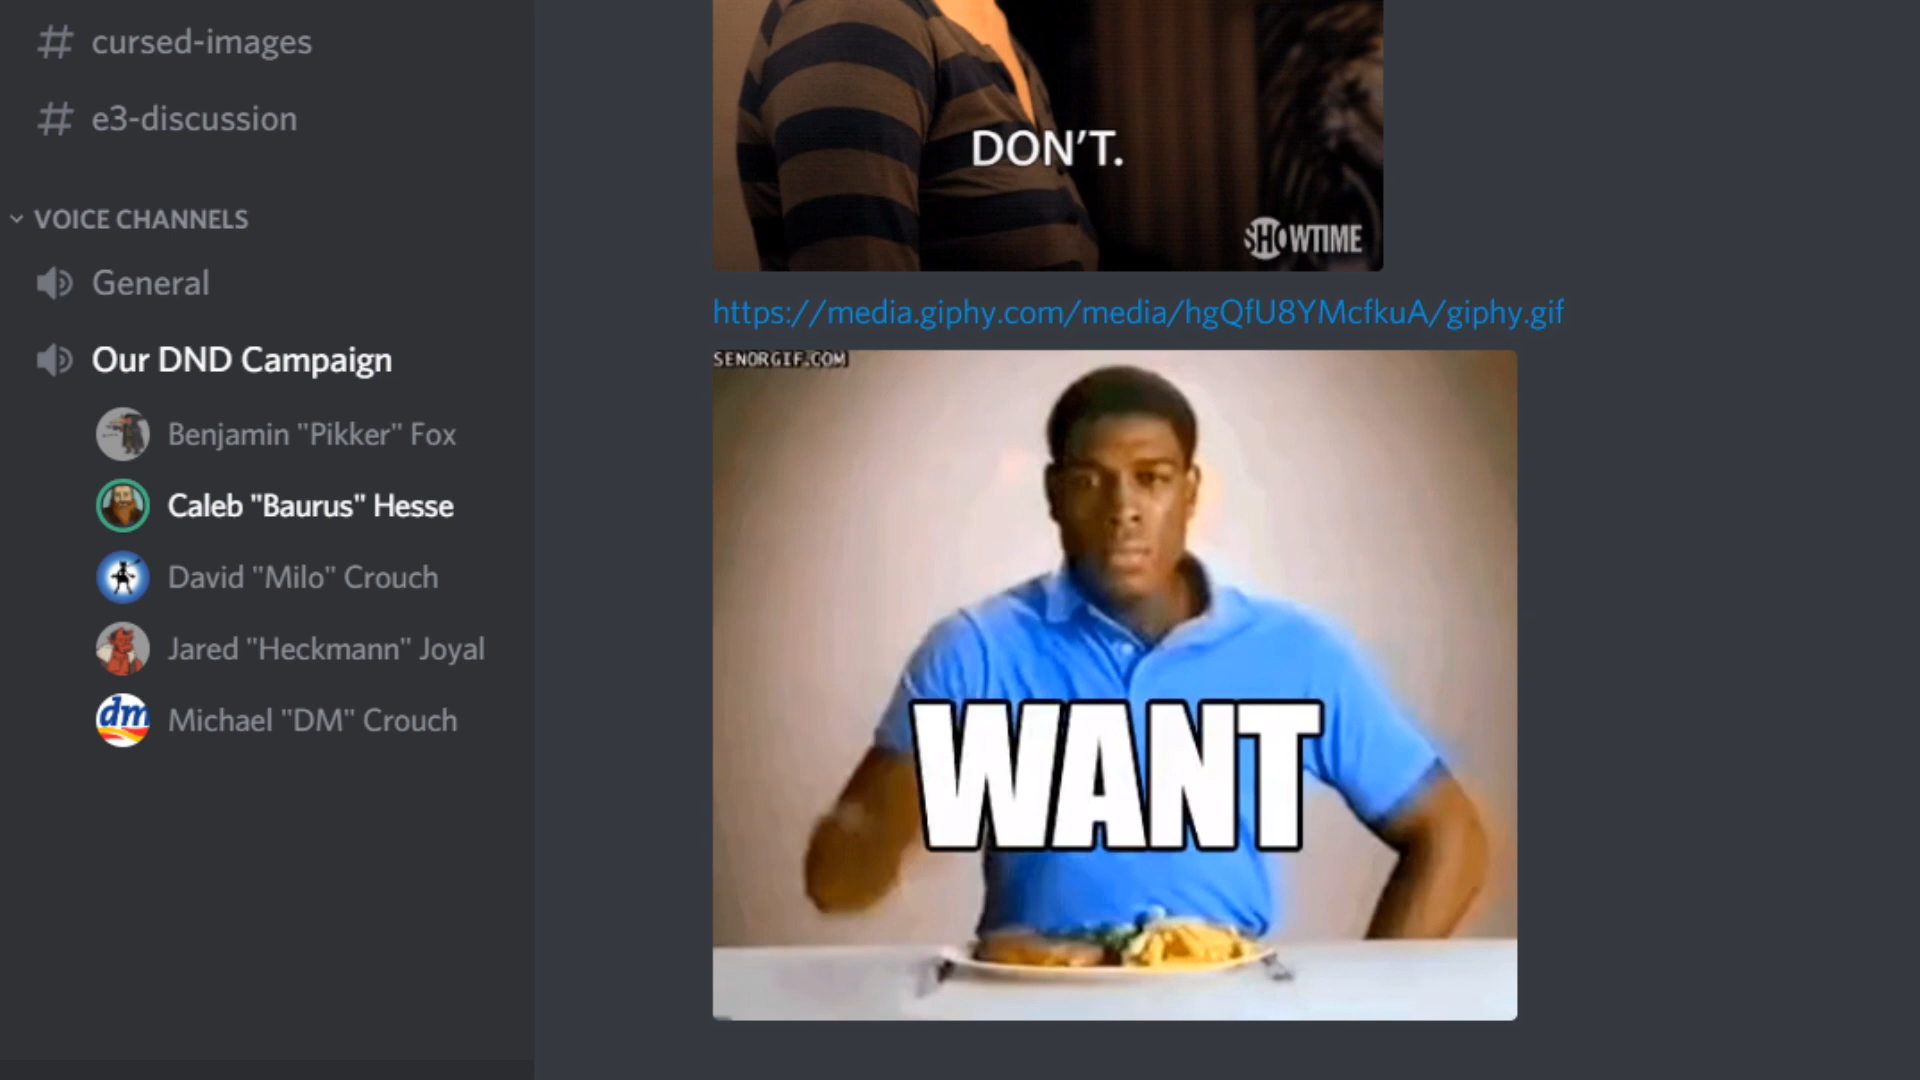 # cursed-images
# e3-discussion
VOICE CHANNELS
General
Our DND Campaign
Benjamin "Pikker" Fox
Caleb "Baurus" Hesse
David "Milo" Crouch
Jared "Heckmann" Joyal
dm
Michael "DM" Crouch
DON'T.
SHOWTIME
https://media.giphy.com/media/hgQfU8YMcfkuA/giphy.gif
SENORGIF.COM
WANT